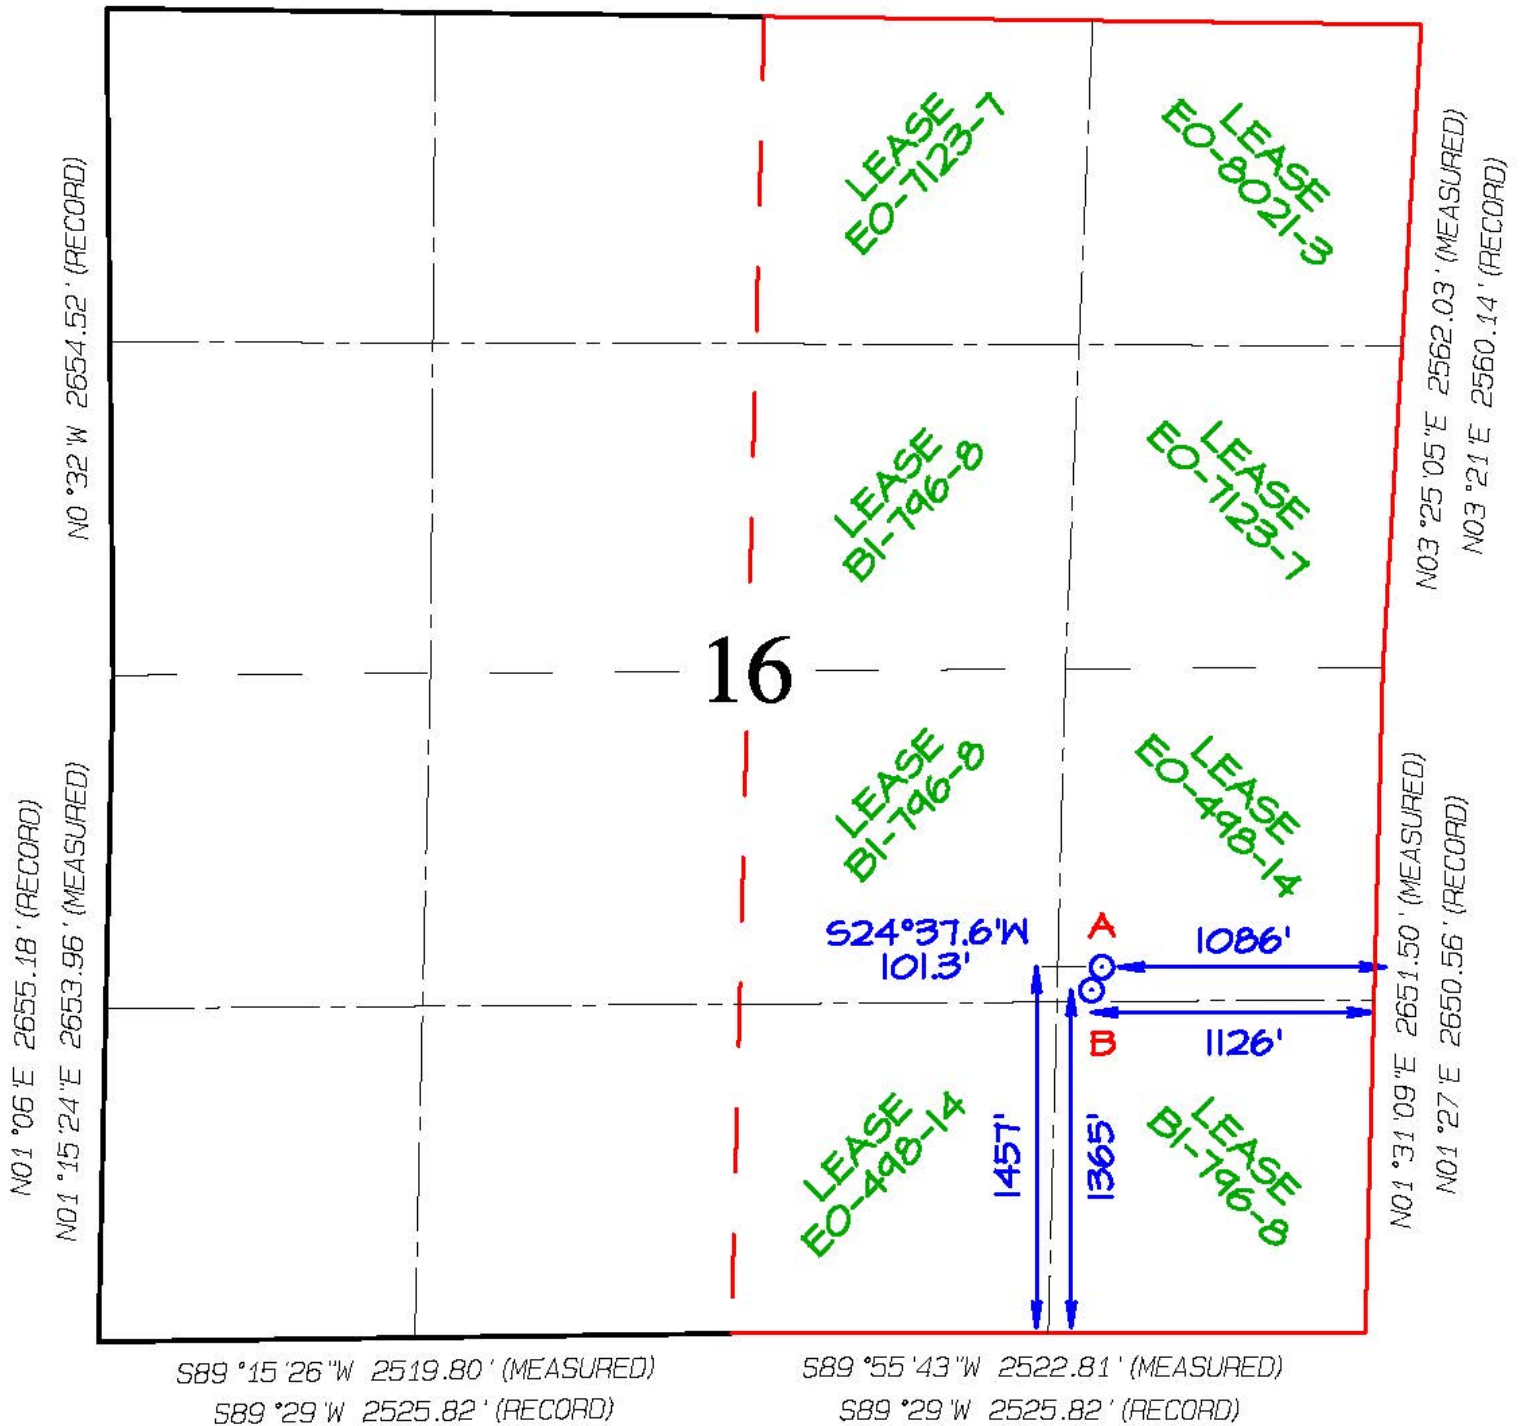 LEASE
EO-7123-7
LEASE
EO-8021-3
N0°32'W 2654.52' (RECORD)
N03°25'05"E 2562.03' (MEASURED)
N03°21'E 2560.14' (RECORD)
LEASE
B1-796-8
LEASE
EO-7123-7
16
LEASE
B1-796-8
LEASE
EO-498-14
N01°06'E 2655.18' (RECORD)
N01°15'24"E 2653.96' (MEASURED)
S24°37.6'W
101.3'
A
1086'
B
1126'
N01°31'09"E 2651.50' (MEASURED)
N01°27'E 2650.56' (RECORD)
1457'
1365'
LEASE
EO-498-14
LEASE
B1-796-8
S89°15'26"W 2519.80' (MEASURED)
S89°29'W 2525.82' (RECORD)
S89°55'43"W 2522.81' (MEASURED)
S89°29'W 2525.82' (RECORD)